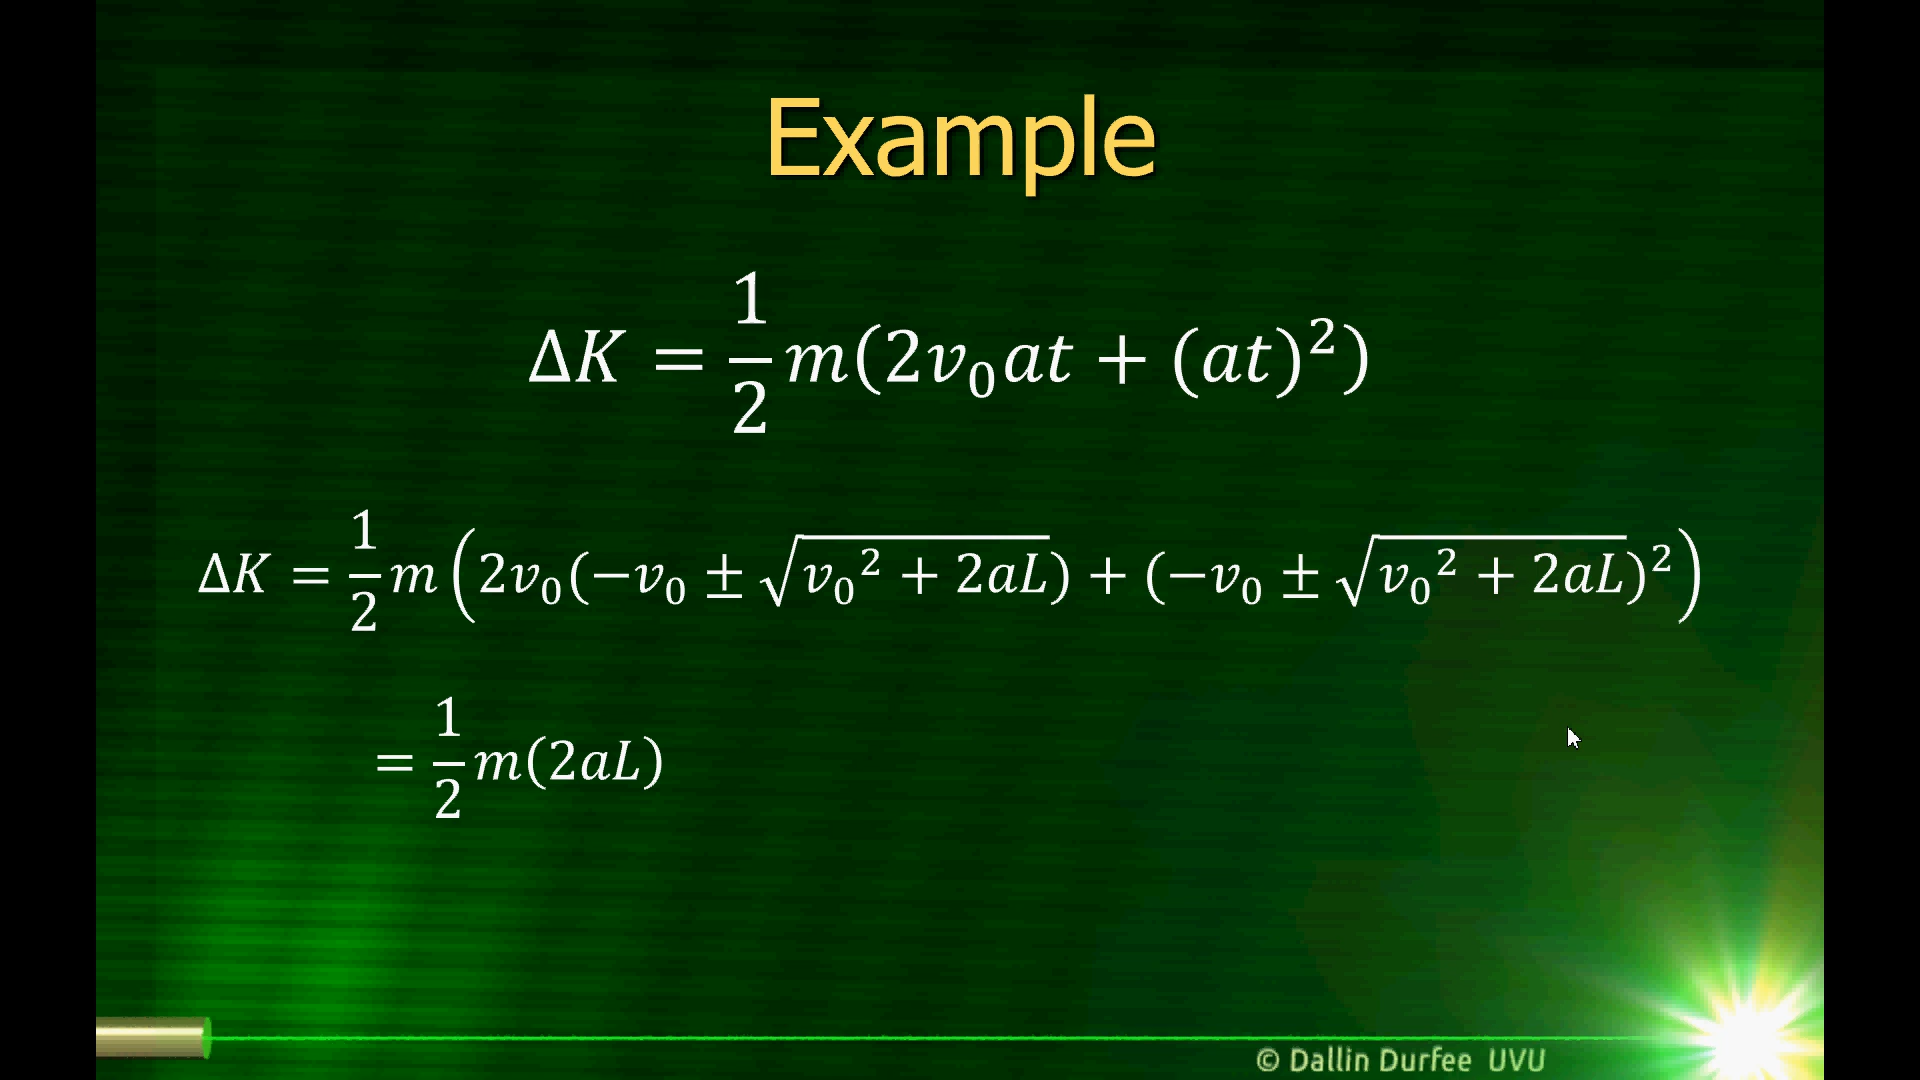 Example
ΔK = 1/2 m(2v₀at + (at)²)
ΔK = 1/2 m(2v₀(−v₀ ± √(v₀² + 2aL)) + (−v₀ ± √(v₀² + 2aL))²)
= 1/2 m(2aL)
© Dallin Durfee UVU